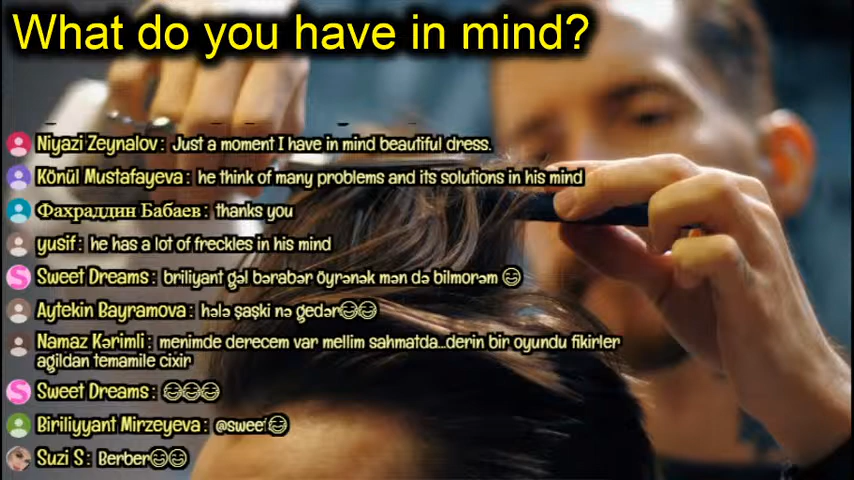 What do you have in mind?
Niyazi Zeynalov: Just a moment I have in mind beautiful dress.
Könül Mustafayeva: he think of many problems and its solutions in his mind
Фахраддин Бабаев: thanks you
yusif: he has a lot of freckles in his mind
Sweet Dreams: briliyant gəl bərabər öyrənək mən də bilmorəm 😂
Aytekin Bayramova: hələ şaşki nə gedər😂😂
Namaz Kərimli: menimde derecem var mellim sahmatda...derin bir oyundu fikirler
agildan temamile cixir
Sweet Dreams: 😂😂😂
Biriliyyant Mirzeyeva: @sweet😂
Suzi S: Berber😂😂